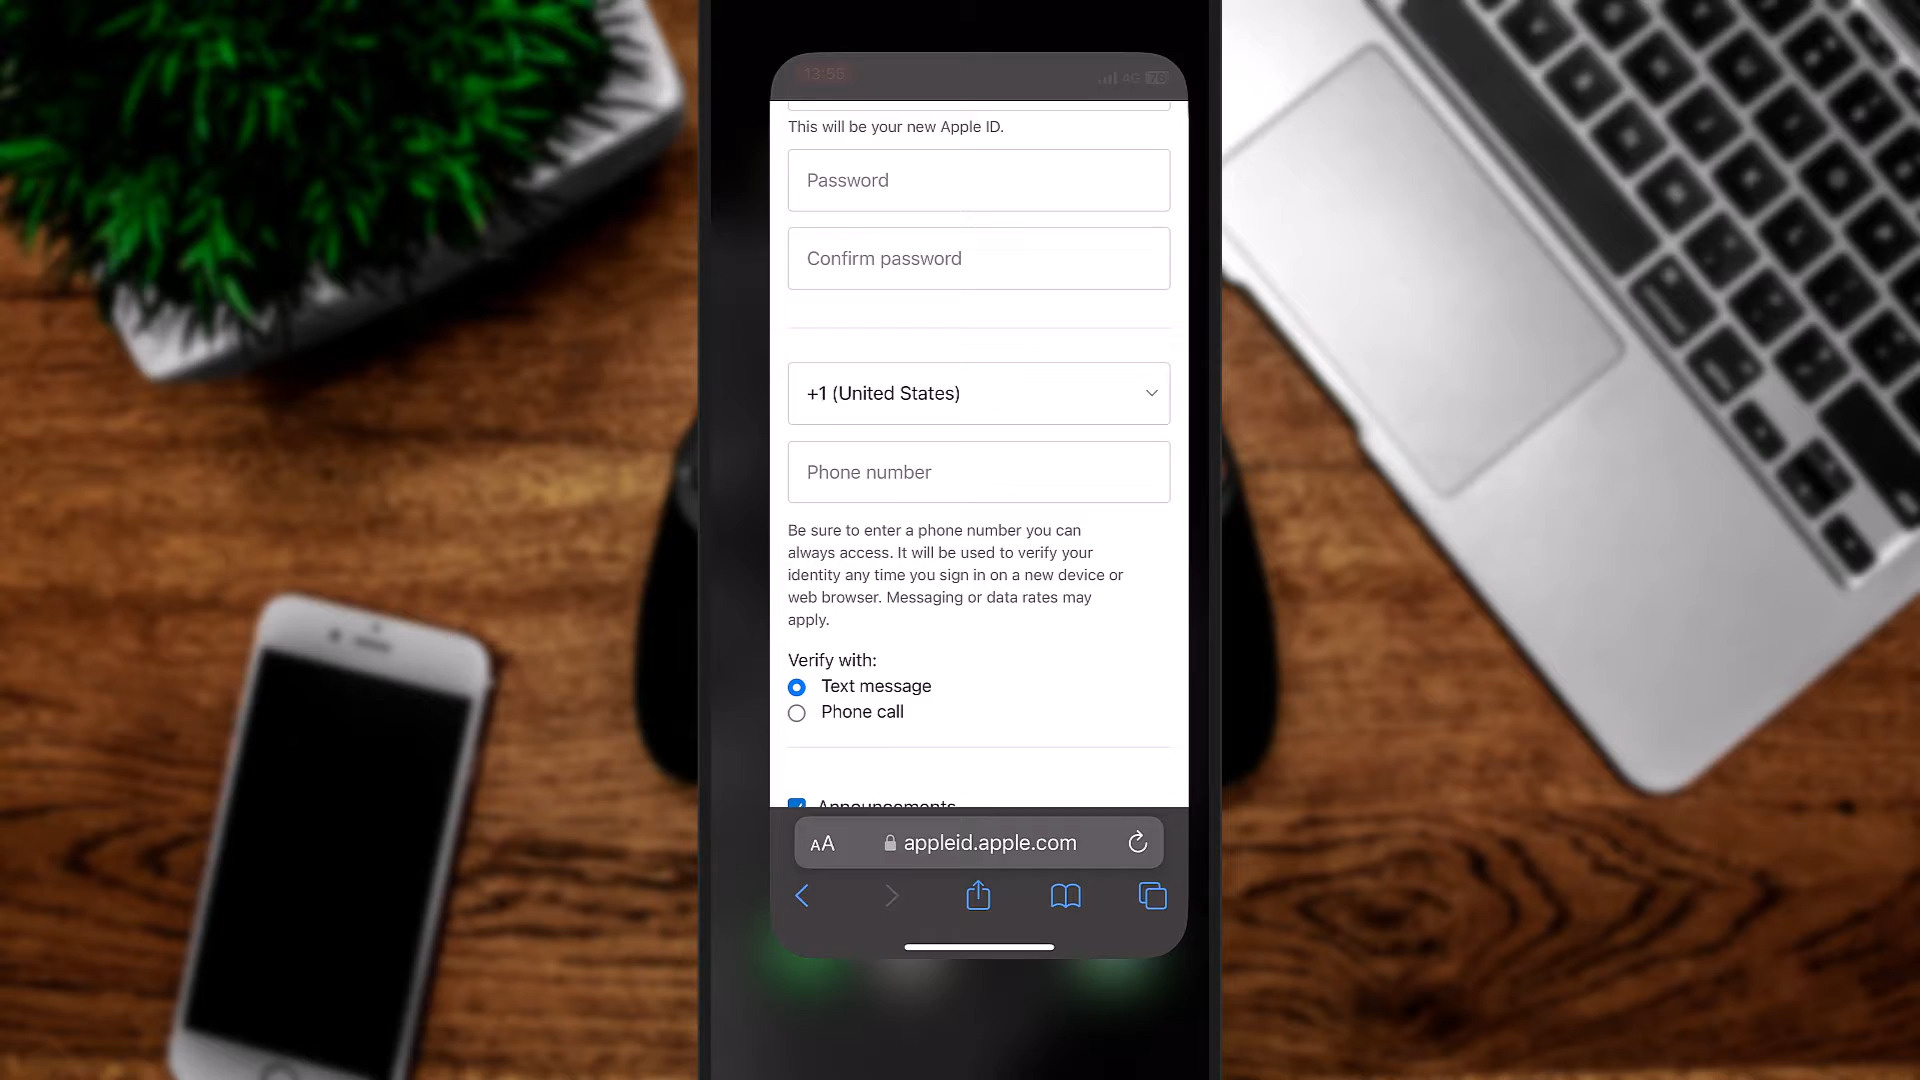 13:55
4G 76
This will be your new Apple ID.
Password
Confirm password
+1 (United States)
Phone number
Be sure to enter a phone number you can
always access. It will be used to verify your
identity any time you sign in on a new device or
web browser. Messaging or data rates may
apply.
Verify with:
Text message
Phone call
Announcements
AA appleid.apple.com